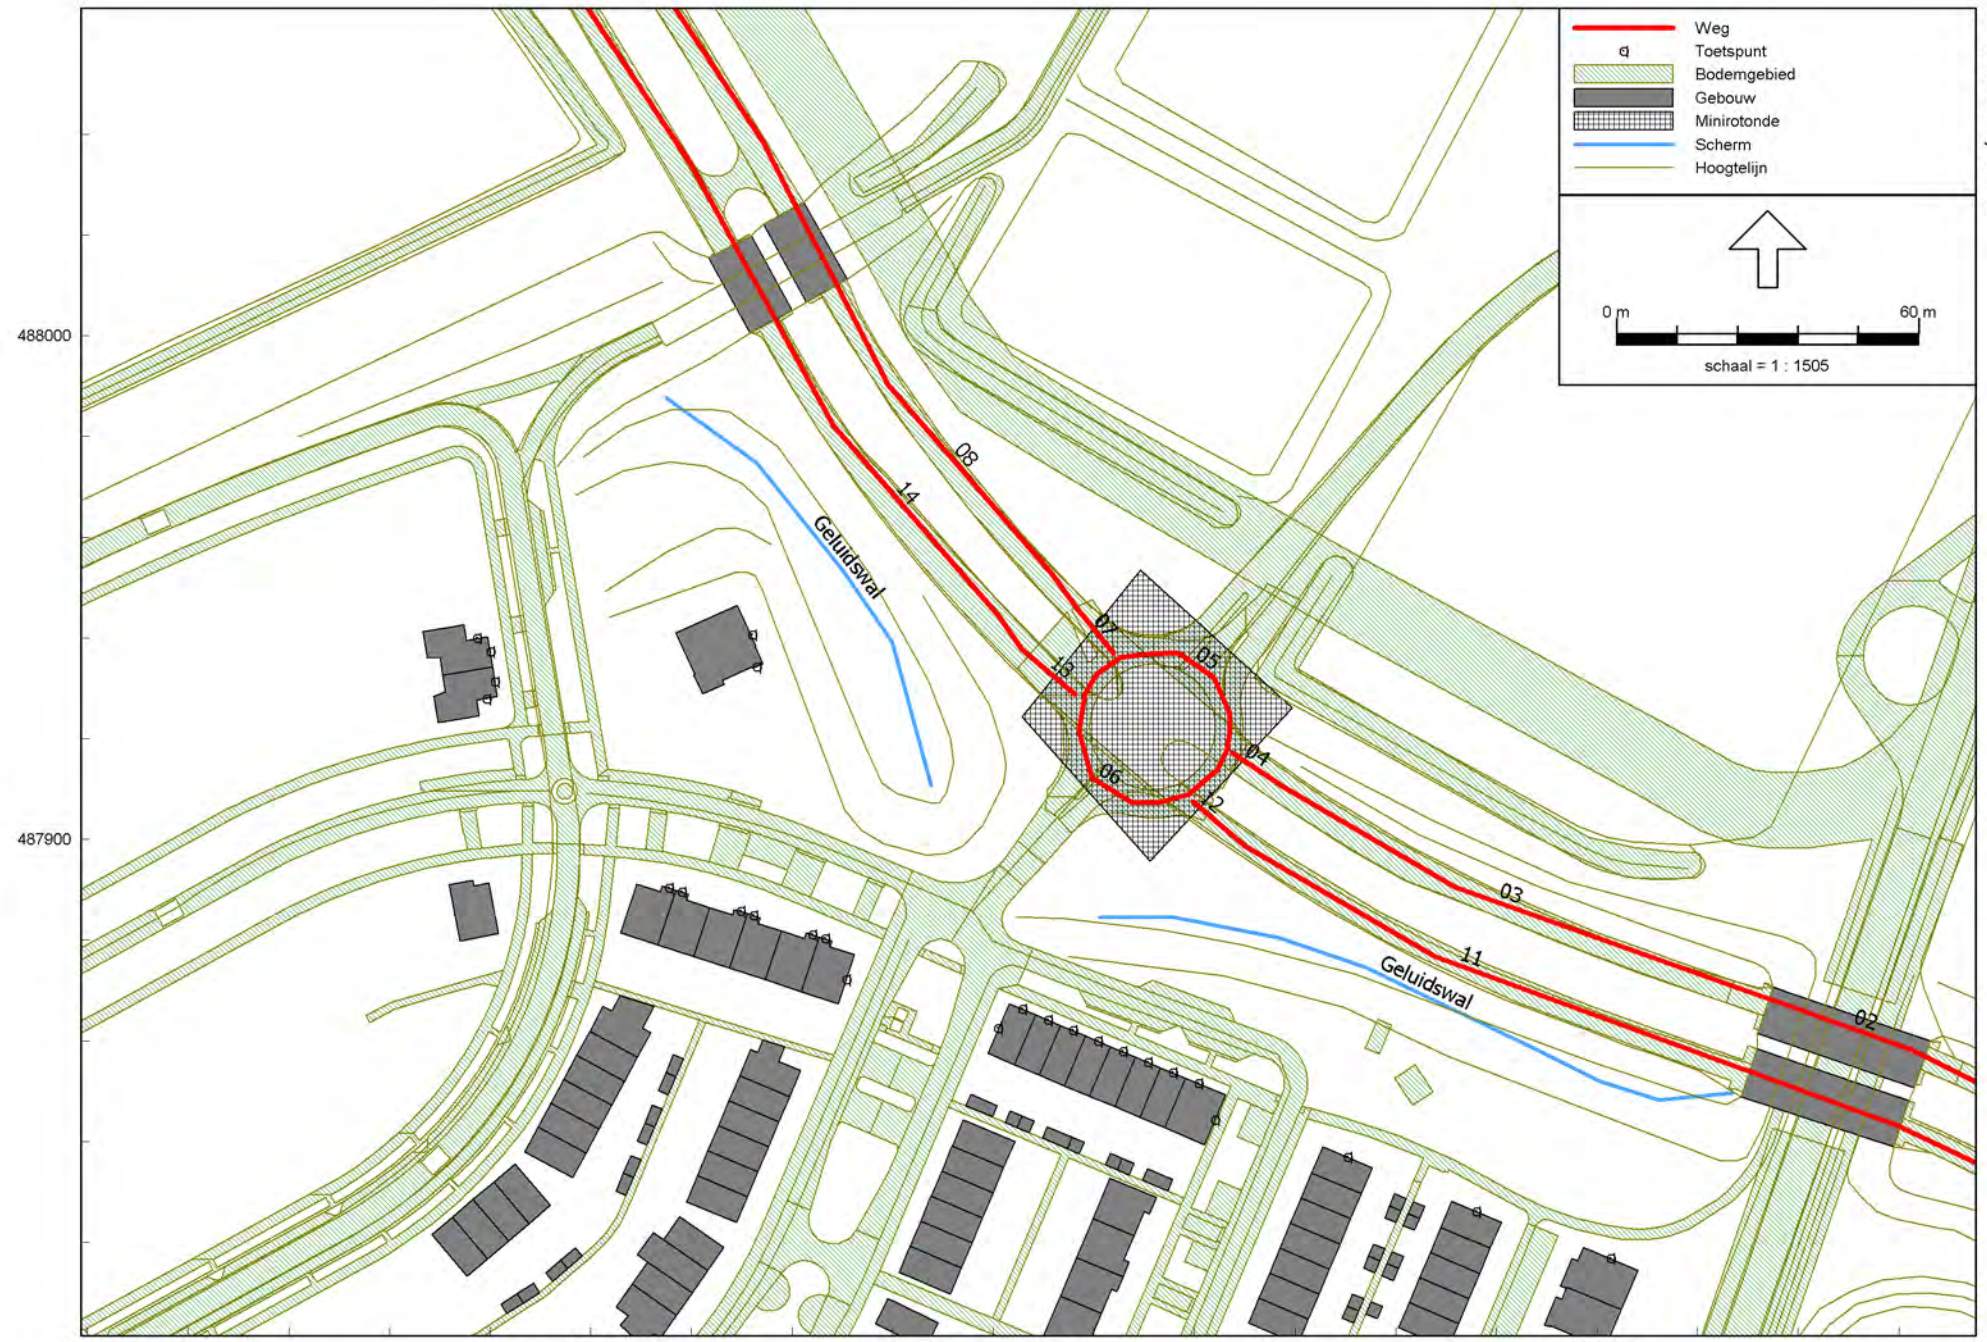 Weg
Toetspunt
Bodemgebied
Gebouw
Minirotonde
Scherm
Hoogtelijn
0 m 60 m
schaal = 1 : 1505
488000
08
14
Geluidswal
07
13
05
04
06
12
487900
03
11
Geluidswal
02